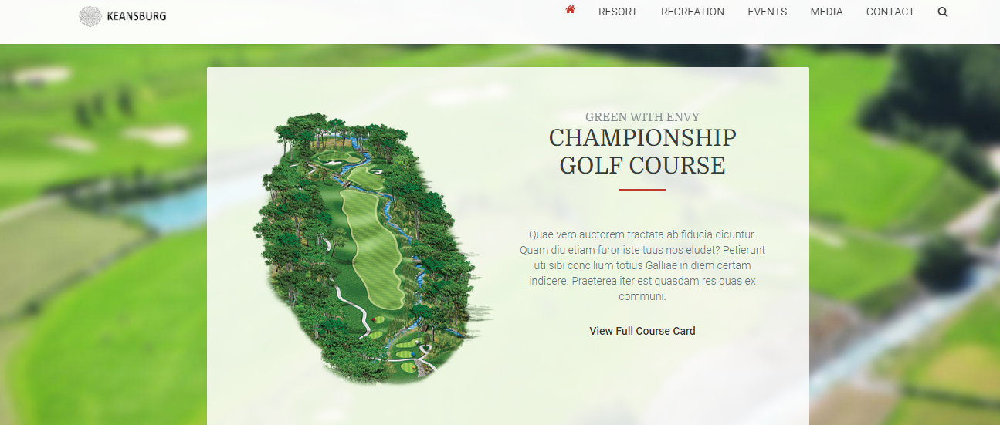 KEANSBURG
RESORT RECREATION EVENTS MEDIA CONTACT
GREEN WITH ENVY
CHAMPIONSHIP
GOLF COURSE
Quae vero auctorem tractata ab fiducia dicuntur.
Quam diu etiam furor iste tuus nos eludet? Petierunt
uti sibi concilium totius Galliae in diem certam
indicere. Praeterea iter est quasdam res quas ex
communi.
View Full Course Card